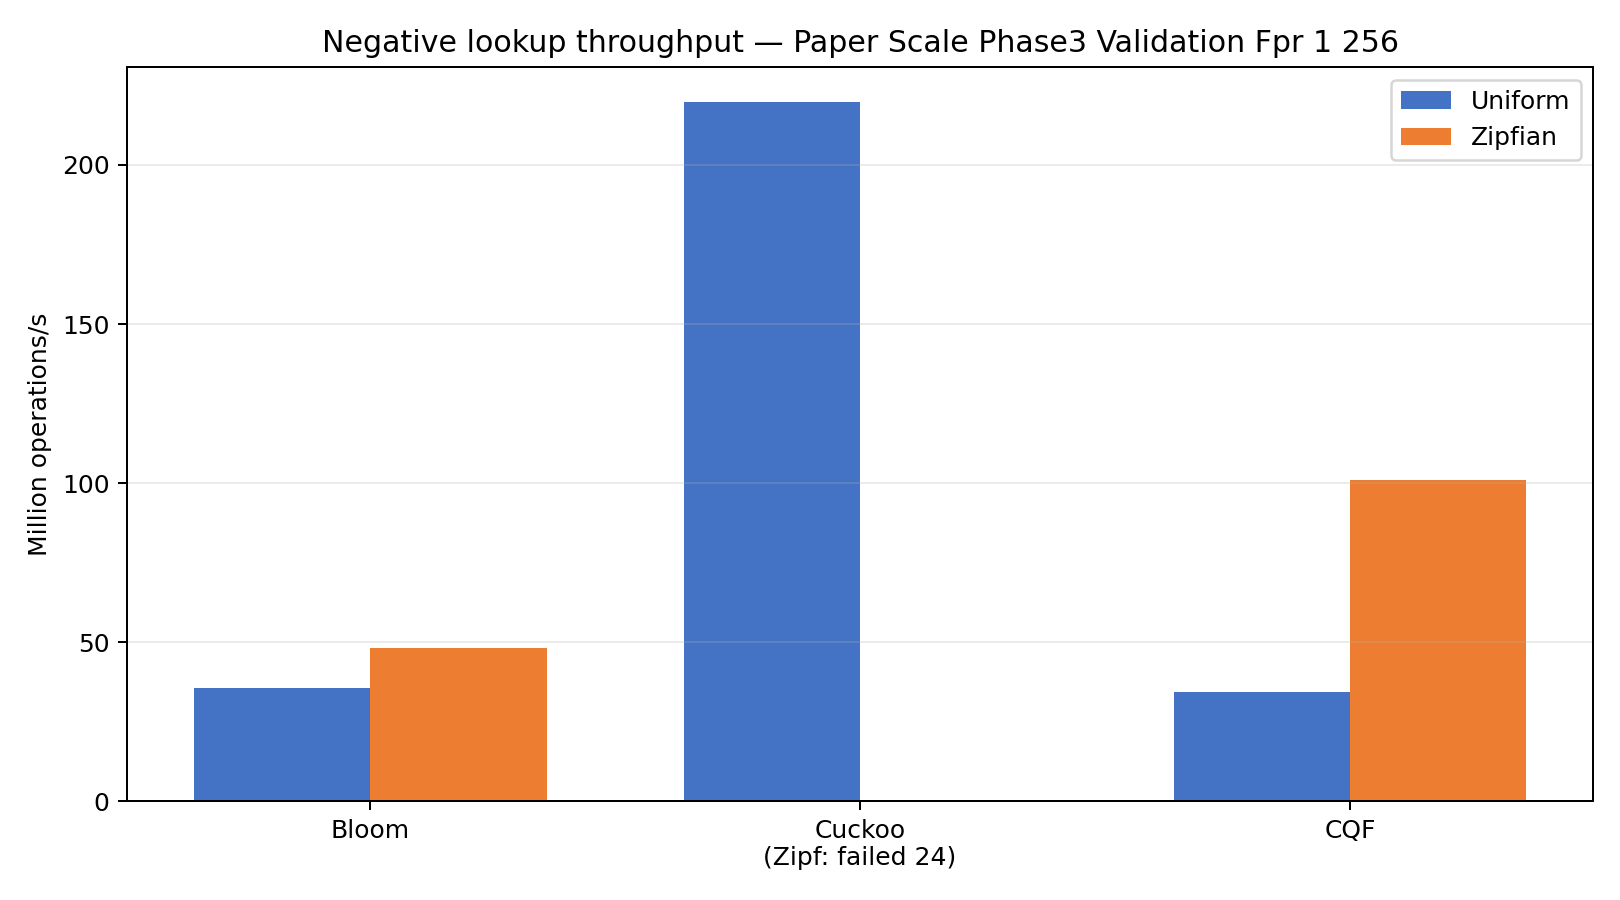 Negative lookup throughput — Paper Scale Phase3 Validation Fpr 1 256
Uniform
Zipfian
Million operations/s
200
150
100
50
0
Bloom
Cuckoo
(Zipf: failed 24)
CQF